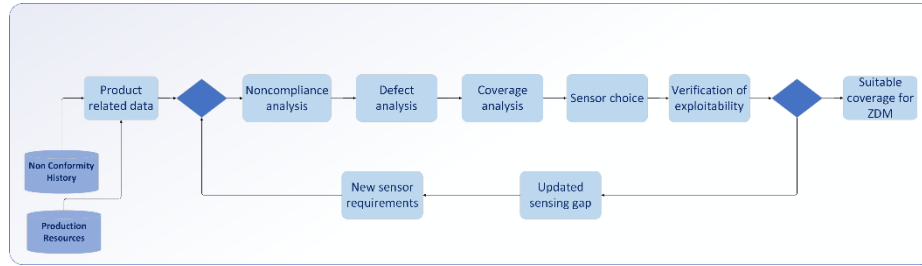 Product
related data
Noncompliance
analysis
Defect
analysis
Coverage
analysis
Sensor choice
Verification of
exploitability
Suitable
coverage for
ZDM
Non Conformity
History
Production
Resources
New sensor
requirements
Updated
sensing gap